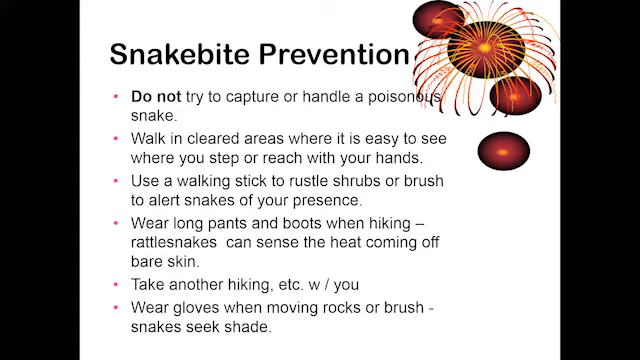 Snakebite Prevention
• Do not try to capture or handle a poisonous
snake.
• Walk in cleared areas where it is easy to see
where you step or reach with your hands.
• Use a walking stick to rustle shrubs or brush
to alert snakes of your presence.
• Wear long pants and boots when hiking –
rattlesnakes can sense the heat coming off
bare skin.
• Take another hiking, etc. w / you
• Wear gloves when moving rocks or brush -
snakes seek shade.